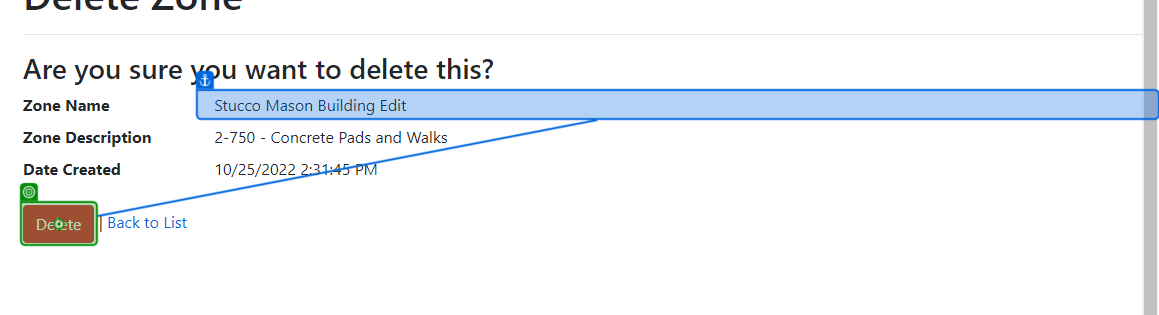 Delete Zone
Are you sure you want to delete this?
Zone Name Stucco Mason Building Edit
Zone Description 2-750 - Concrete Pads and Walks
Date Created 10/25/2022 2:31:45 PM
Delete | Back to List